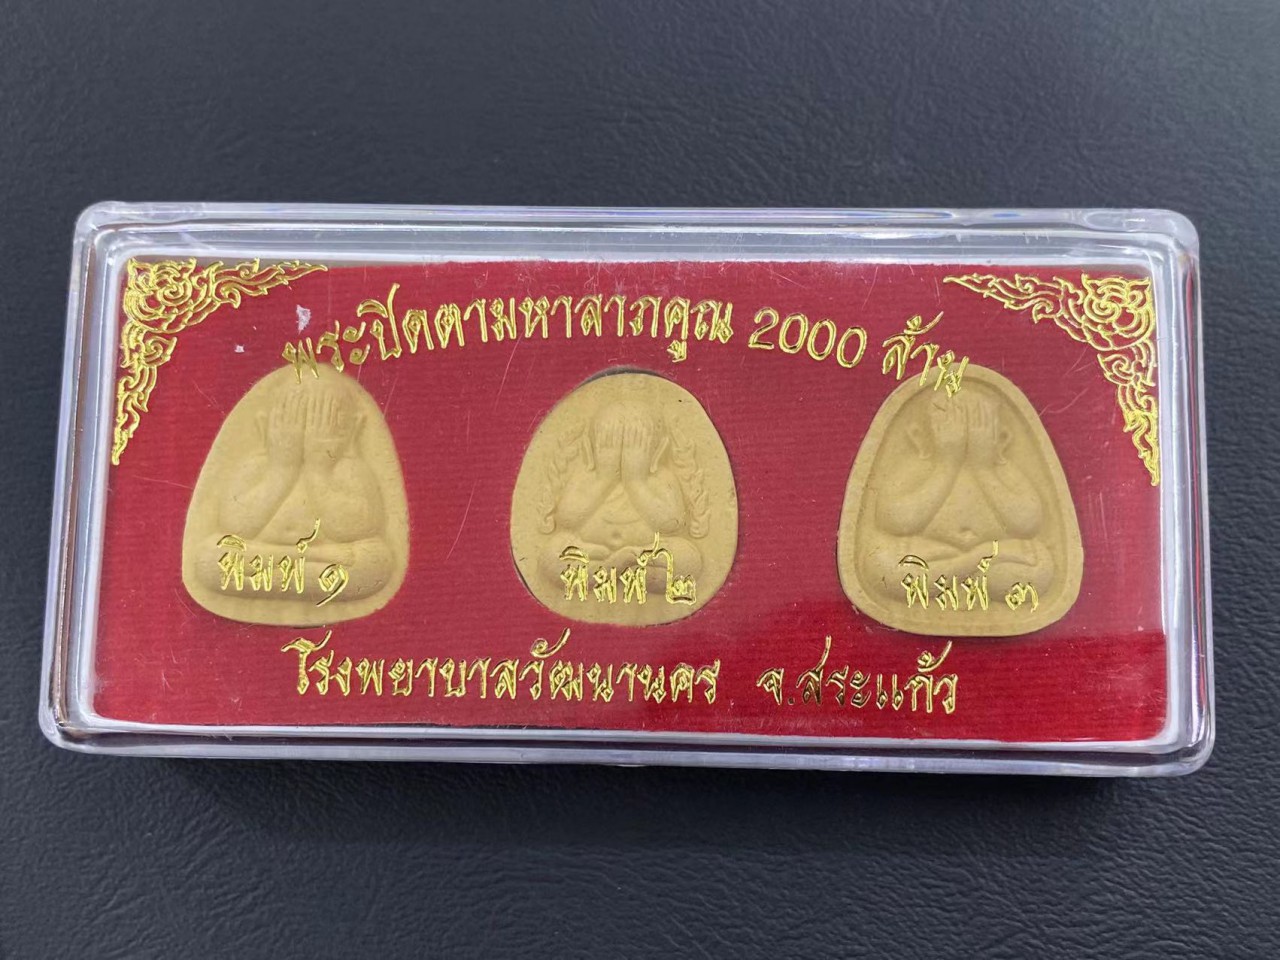 พระปิดตามหาลาภคูณ 2000 ล้าน
พิมพ์ ๑
พิมพ์ ๒
พิมพ์ ๓
โรงพยาบาลวัฒนานคร จ.สระแก้ว